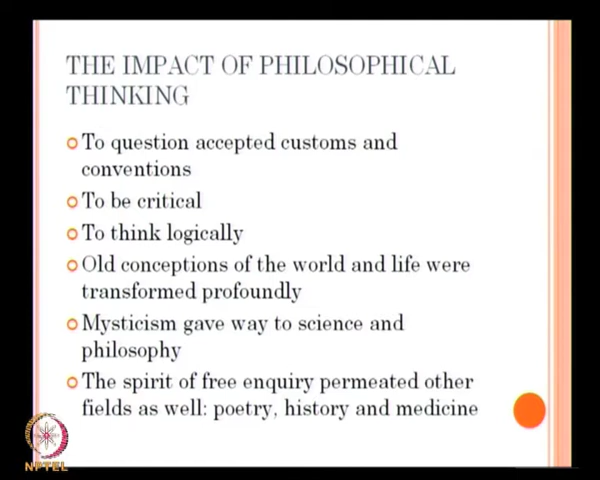 THE IMPACT OF PHILOSOPHICAL
THINKING
To question accepted customs and
conventions
To be critical
To think logically
Old conceptions of the world and life were
transformed profoundly
Mysticism gave way to science and
philosophy
The spirit of free enquiry permeated other
fields as well: poetry, history and medicine
NPTEL